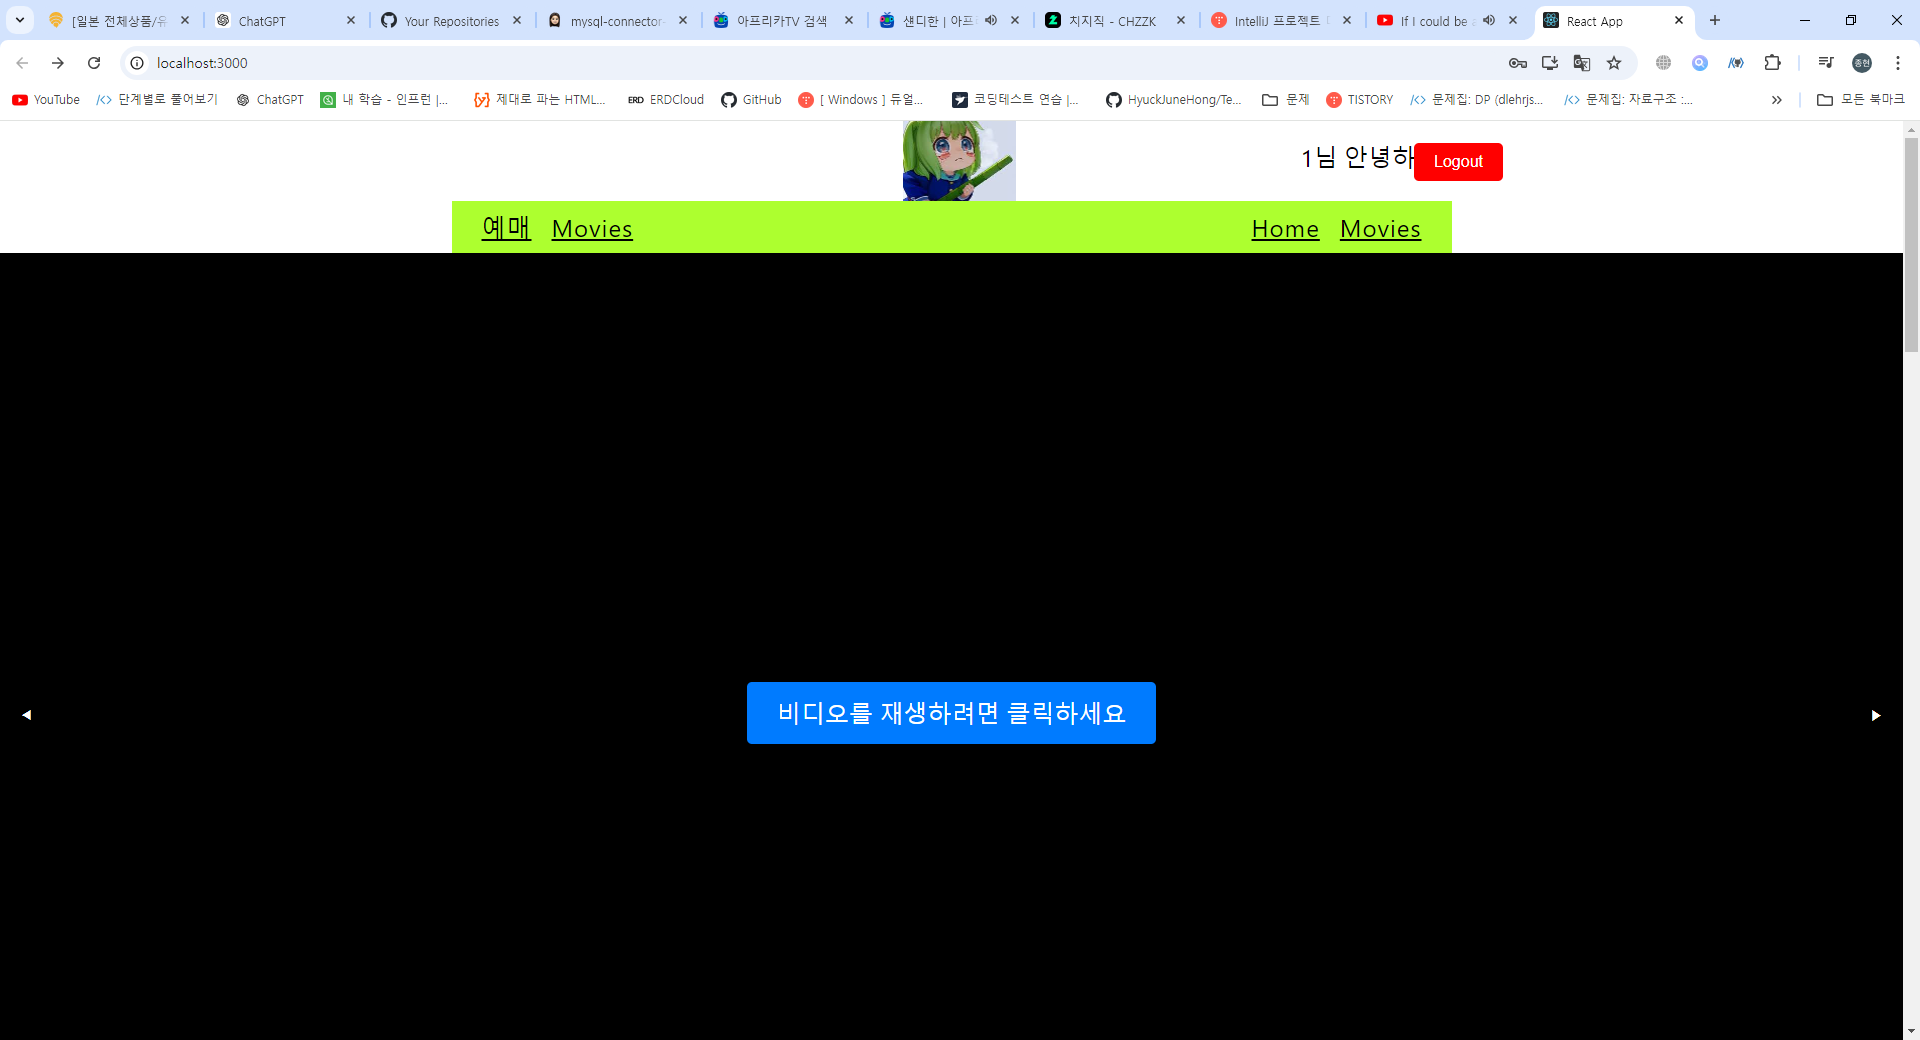 [일본 전체상품/유
ChatGPT
Your Repositories
mysql-connector-
아프리카TV 검색
샌디한 | 아프
치지직 - CHZZK
IntelliJ 프로젝트
If I could be a
React App
localhost:3000
종현
YouTube
단계별로 풀어보기
ChatGPT
내 학습 - 인프런 |...
제대로 파는 HTML...
ERD ERDCloud
GitHub
[ Windows ] 듀얼...
코딩테스트 연습 |...
HyuckJuneHong/Te...
문제
TISTORY
문제집: DP (dlehrjs...
문제집: 자료구조 :...
모든 북마크
1님 안녕하
Logout
예매 Movies
Home Movies
비디오를 재생하려면 클릭하세요